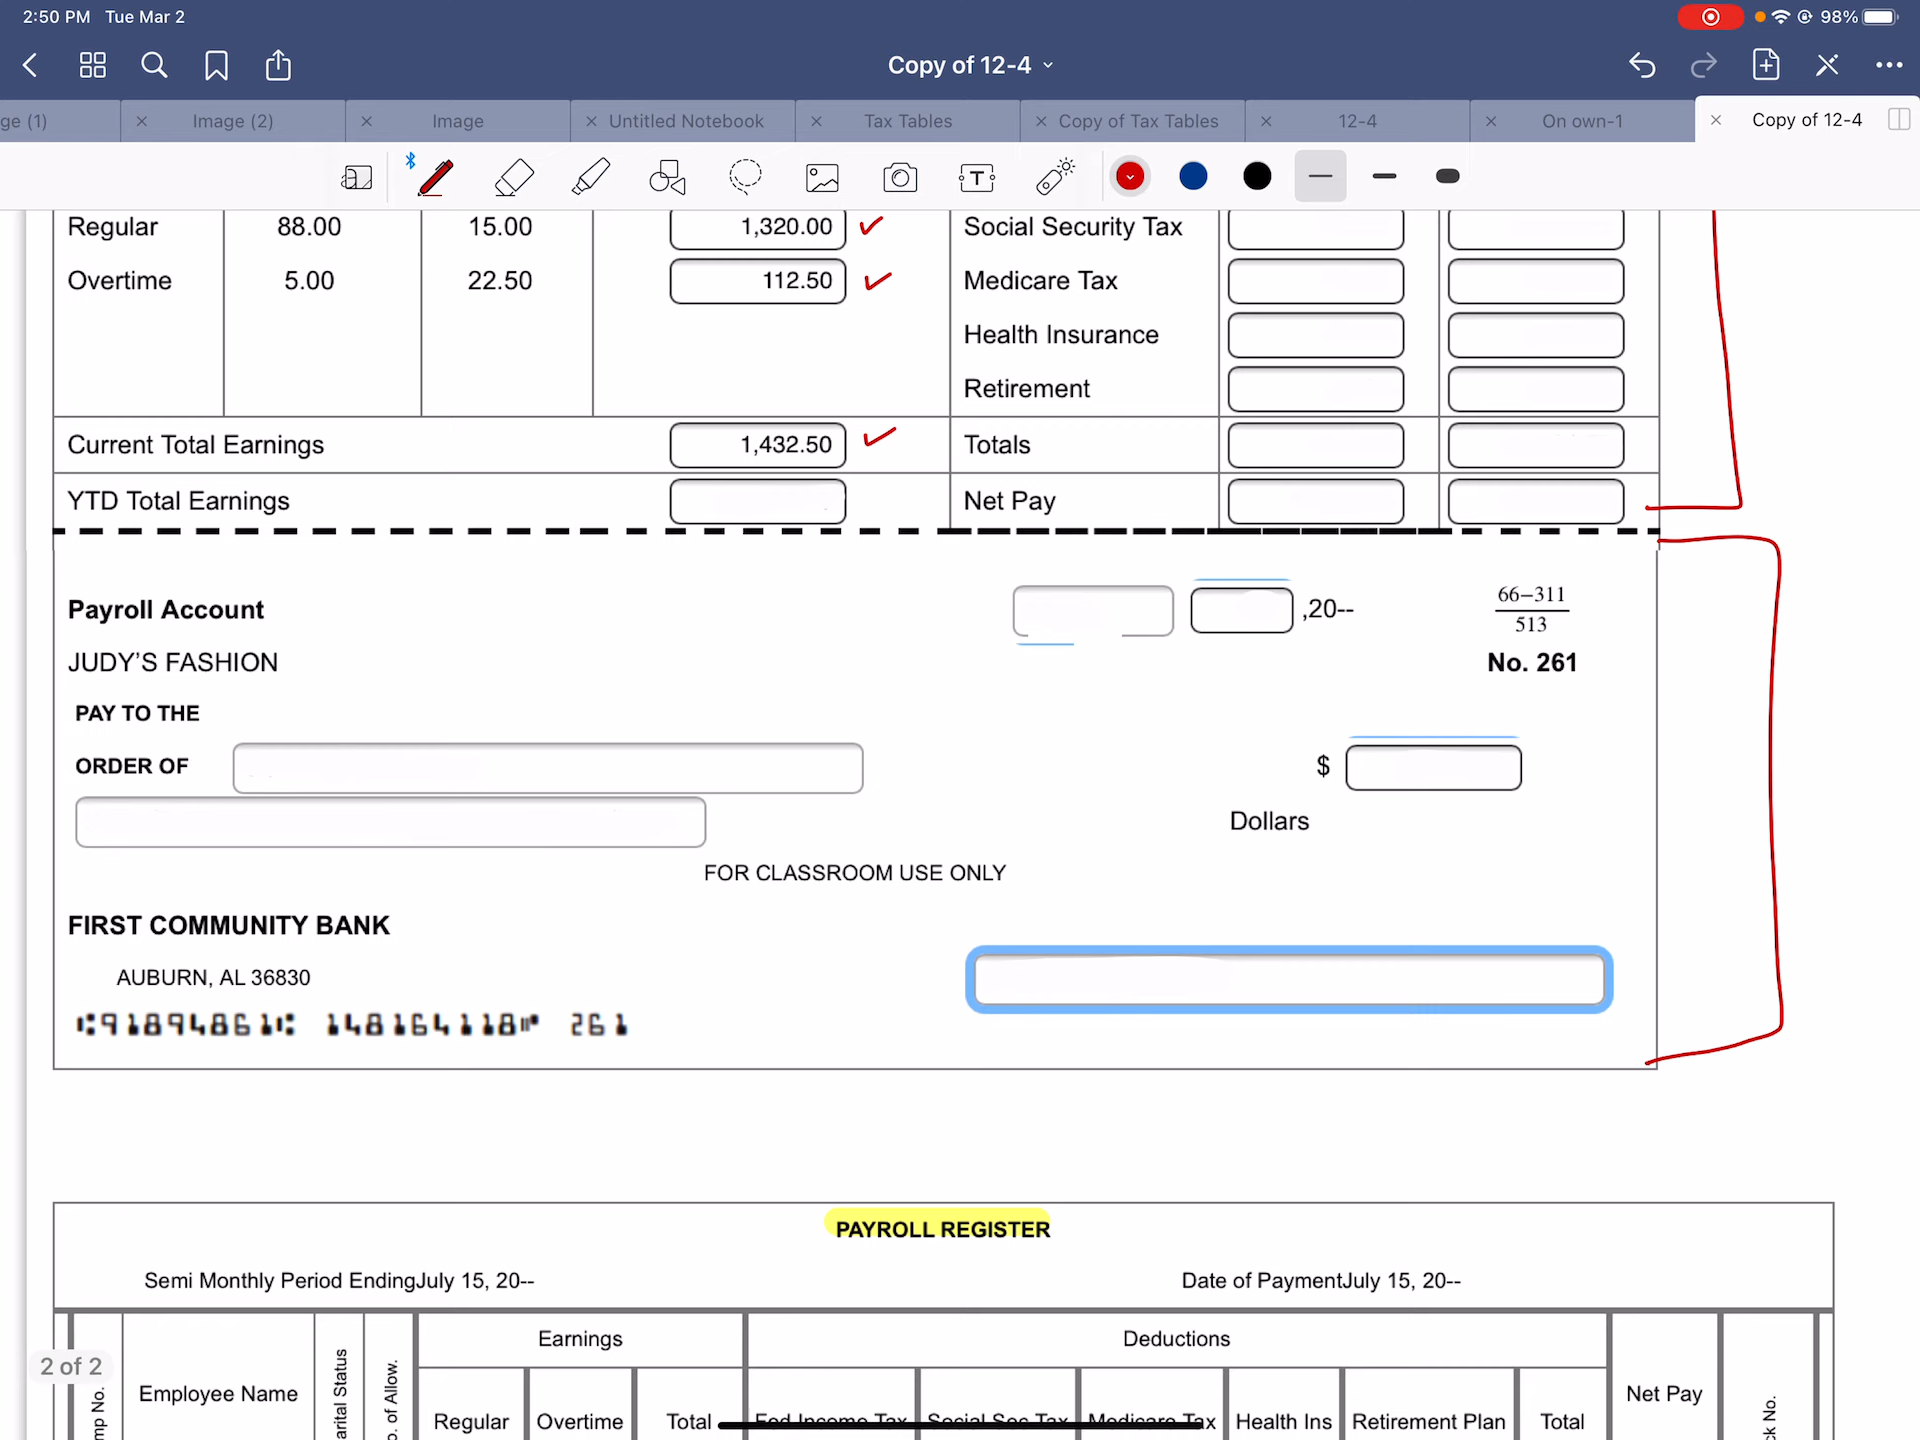 2:50 PM Tue Mar 2
98%
Copy of 12-4
ge (1) Image (2) Image Untitled Notebook Tax Tables Copy of Tax Tables 12-4 On own-1 Copy of 12-4
Regular 88.00 15.00 1,320.00 Social Security Tax
Overtime 5.00 22.50 112.50 Medicare Tax
Health Insurance
Retirement
Current Total Earnings 1,432.50 Totals
YTD Total Earnings Net Pay
Payroll Account ,20-- 66–311
513
JUDY'S FASHION No. 261
PAY TO THE
ORDER OF $
Dollars
FOR CLASSROOM USE ONLY
FIRST COMMUNITY BANK
AUBURN, AL 36830
⑆91894861⑆ 148164118⑈ 261
PAYROLL REGISTER
Semi Monthly Period EndingJuly 15, 20-- Date of PaymentJuly 15, 20--
Earnings Deductions
2 of 2
mp No. Employee Name arital Status o. of Allow. Regular Overtime Total Fed Income Tax Social Sec Tax Medicare Tax Health Ins Retirement Plan Total Net Pay ck No.